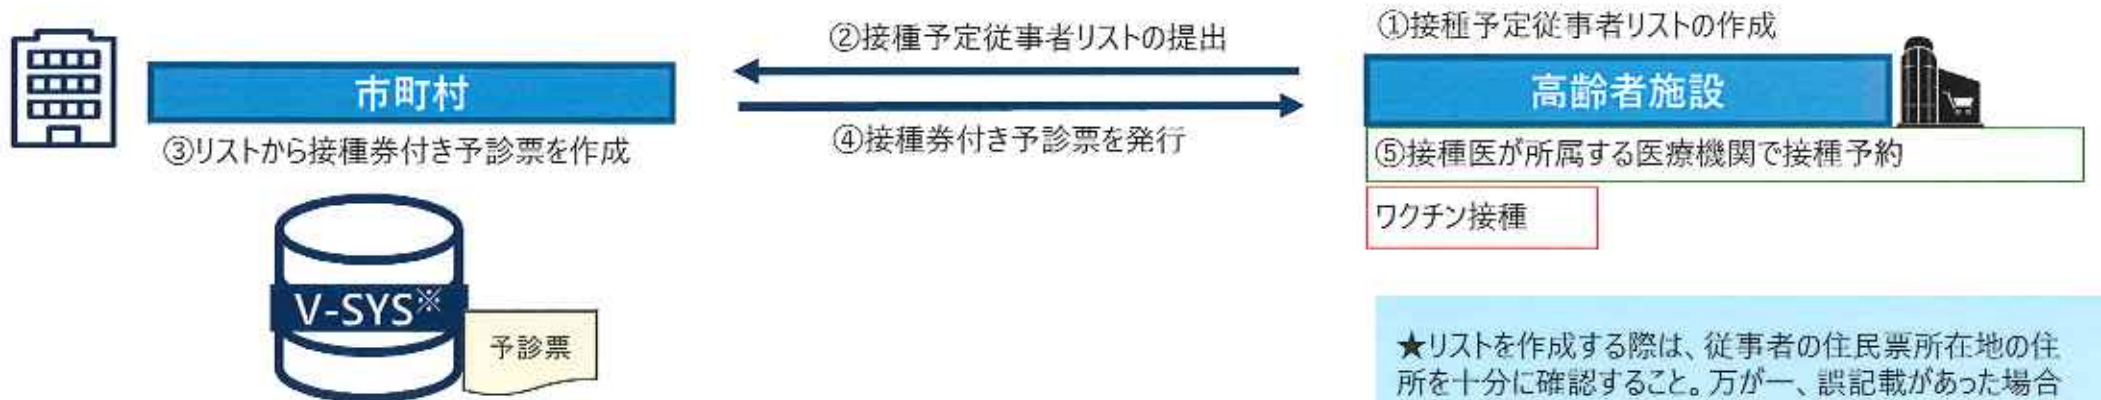 ①接種予定従事者リストの作成
②接種予定従事者リストの提出
市町村
高齢者施設
③リストから接種券付き予診票を作成
④接種券付き予診票を発行
⑤接種医が所属する医療機関で接種予約
ワクチン接種
V-SYS※
予診票
★リストを作成する際は、従事者の住民票所在地の住
所を十分に確認すること。万が一、誤記載があった場合